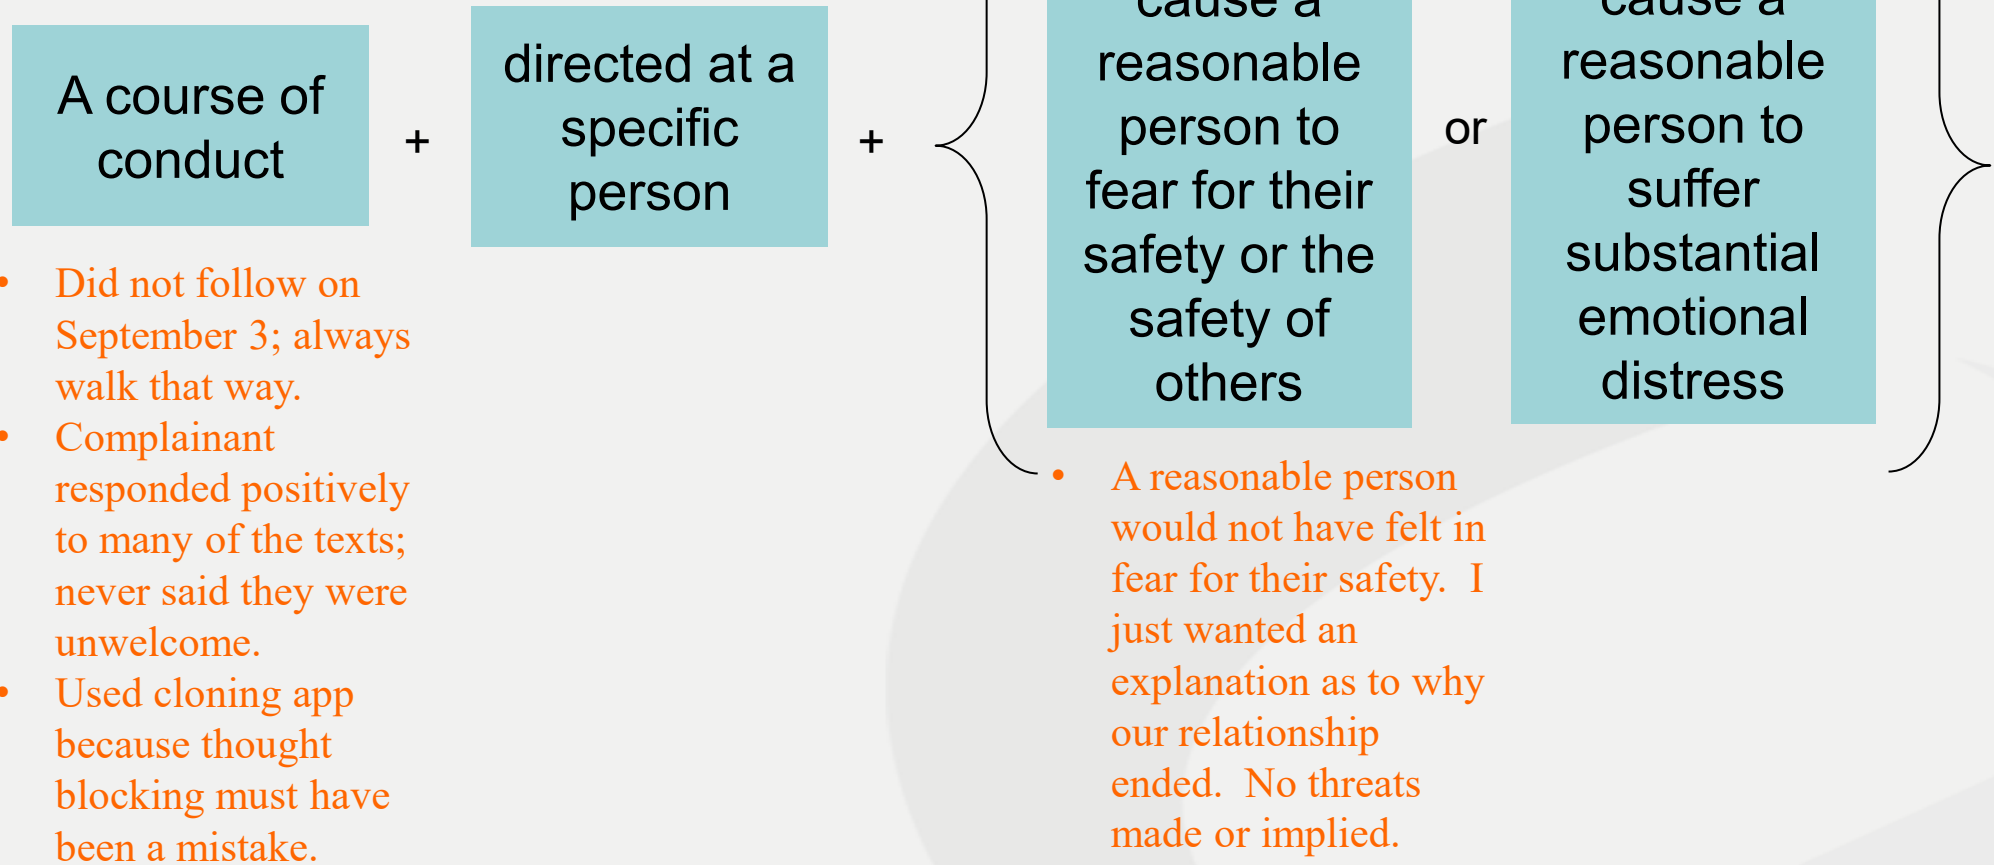 A course of
conduct
+
directed at a
specific
person
+
cause a
reasonable
person to
fear for their
safety or the
safety of
others
or
cause a
reasonable
person to
suffer
substantial
emotional
distress
• Did not follow on
September 3; always
walk that way.
• Complainant
responded positively
to many of the texts;
never said they were
unwelcome.
• Used cloning app
because thought
blocking must have
been a mistake.
• A reasonable person
would not have felt in
fear for their safety.  I
just wanted an
explanation as to why
our relationship
ended.  No threats
made or implied.